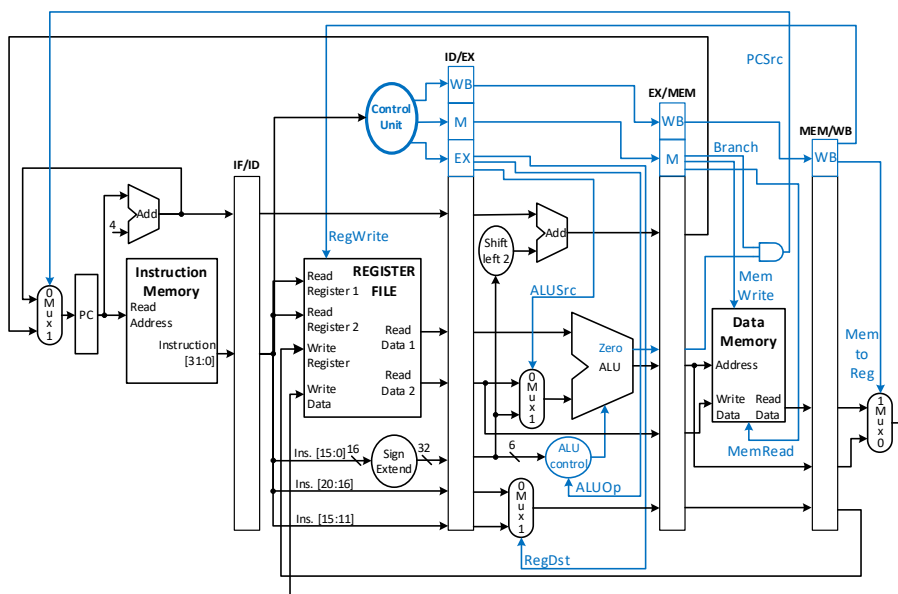 ID/EX
PCSrc
EX/MEM
WB
Control
Unit
M
WB
MEM/WB
IF/ID
EX
M
Branch
WB
4
Add
RegWrite
Shift
left 2
Add
Instruction
Memory
REGISTER
FILE
Read
Register 1
Read
Address
Read
Register 2
Write
Register
Read
Data 1
Read
Data 2
Write
Data
Instruction
[31:0]
0
M
u
x
1
PC
ALUSrc
0
M
u
x
1
Zero
ALU
Mem
Write
Data
Memory
Address
Write
Data
Read
Data
Mem
to
Reg
1
M
u
x
0
MemRead
Ins. [15:0]
16
Sign
Extend
32
6
ALU
control
ALUOp
Ins. [20:16]
Ins. [15:11]
0
M
u
x
1
RegDst